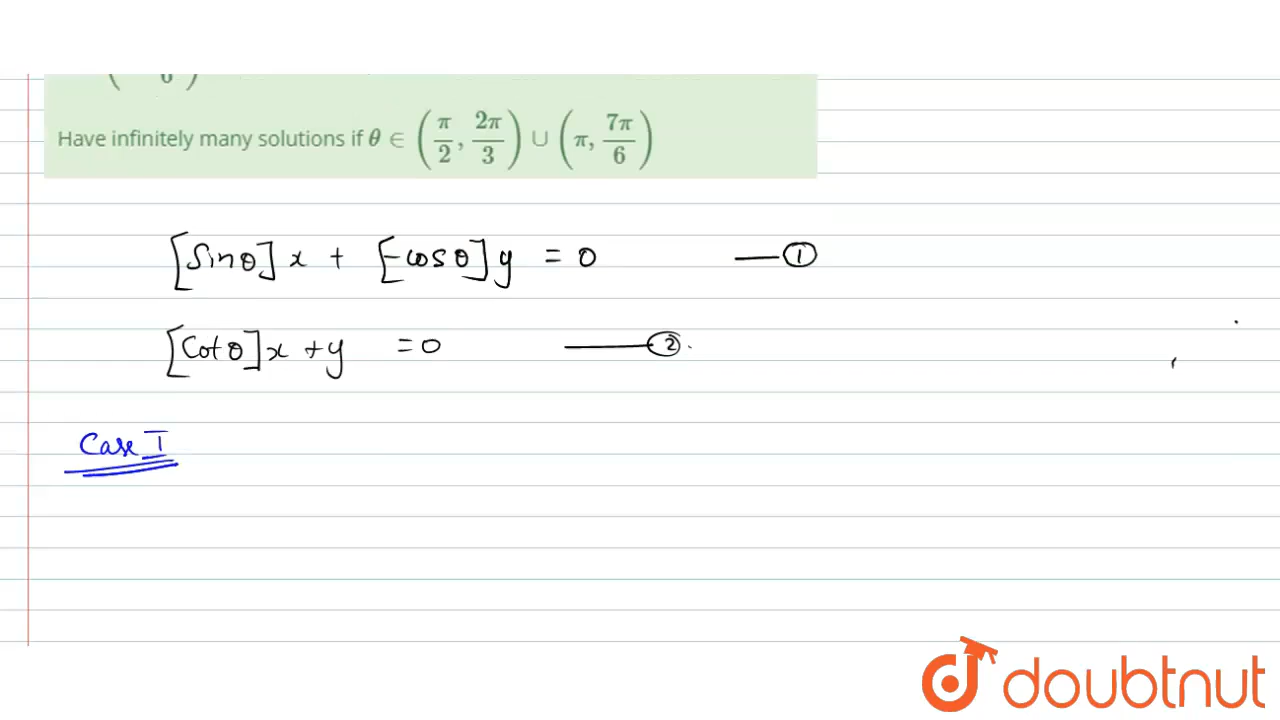 ( 6 )
Have infinitely many solutions if θ ∈ (π/2, 2π/3) ∪ (π, 7π/6)
[Sinθ]x + [-cosθ]y = 0 —①
[Cotθ]x + y = 0 —②
Case I
doubtnut